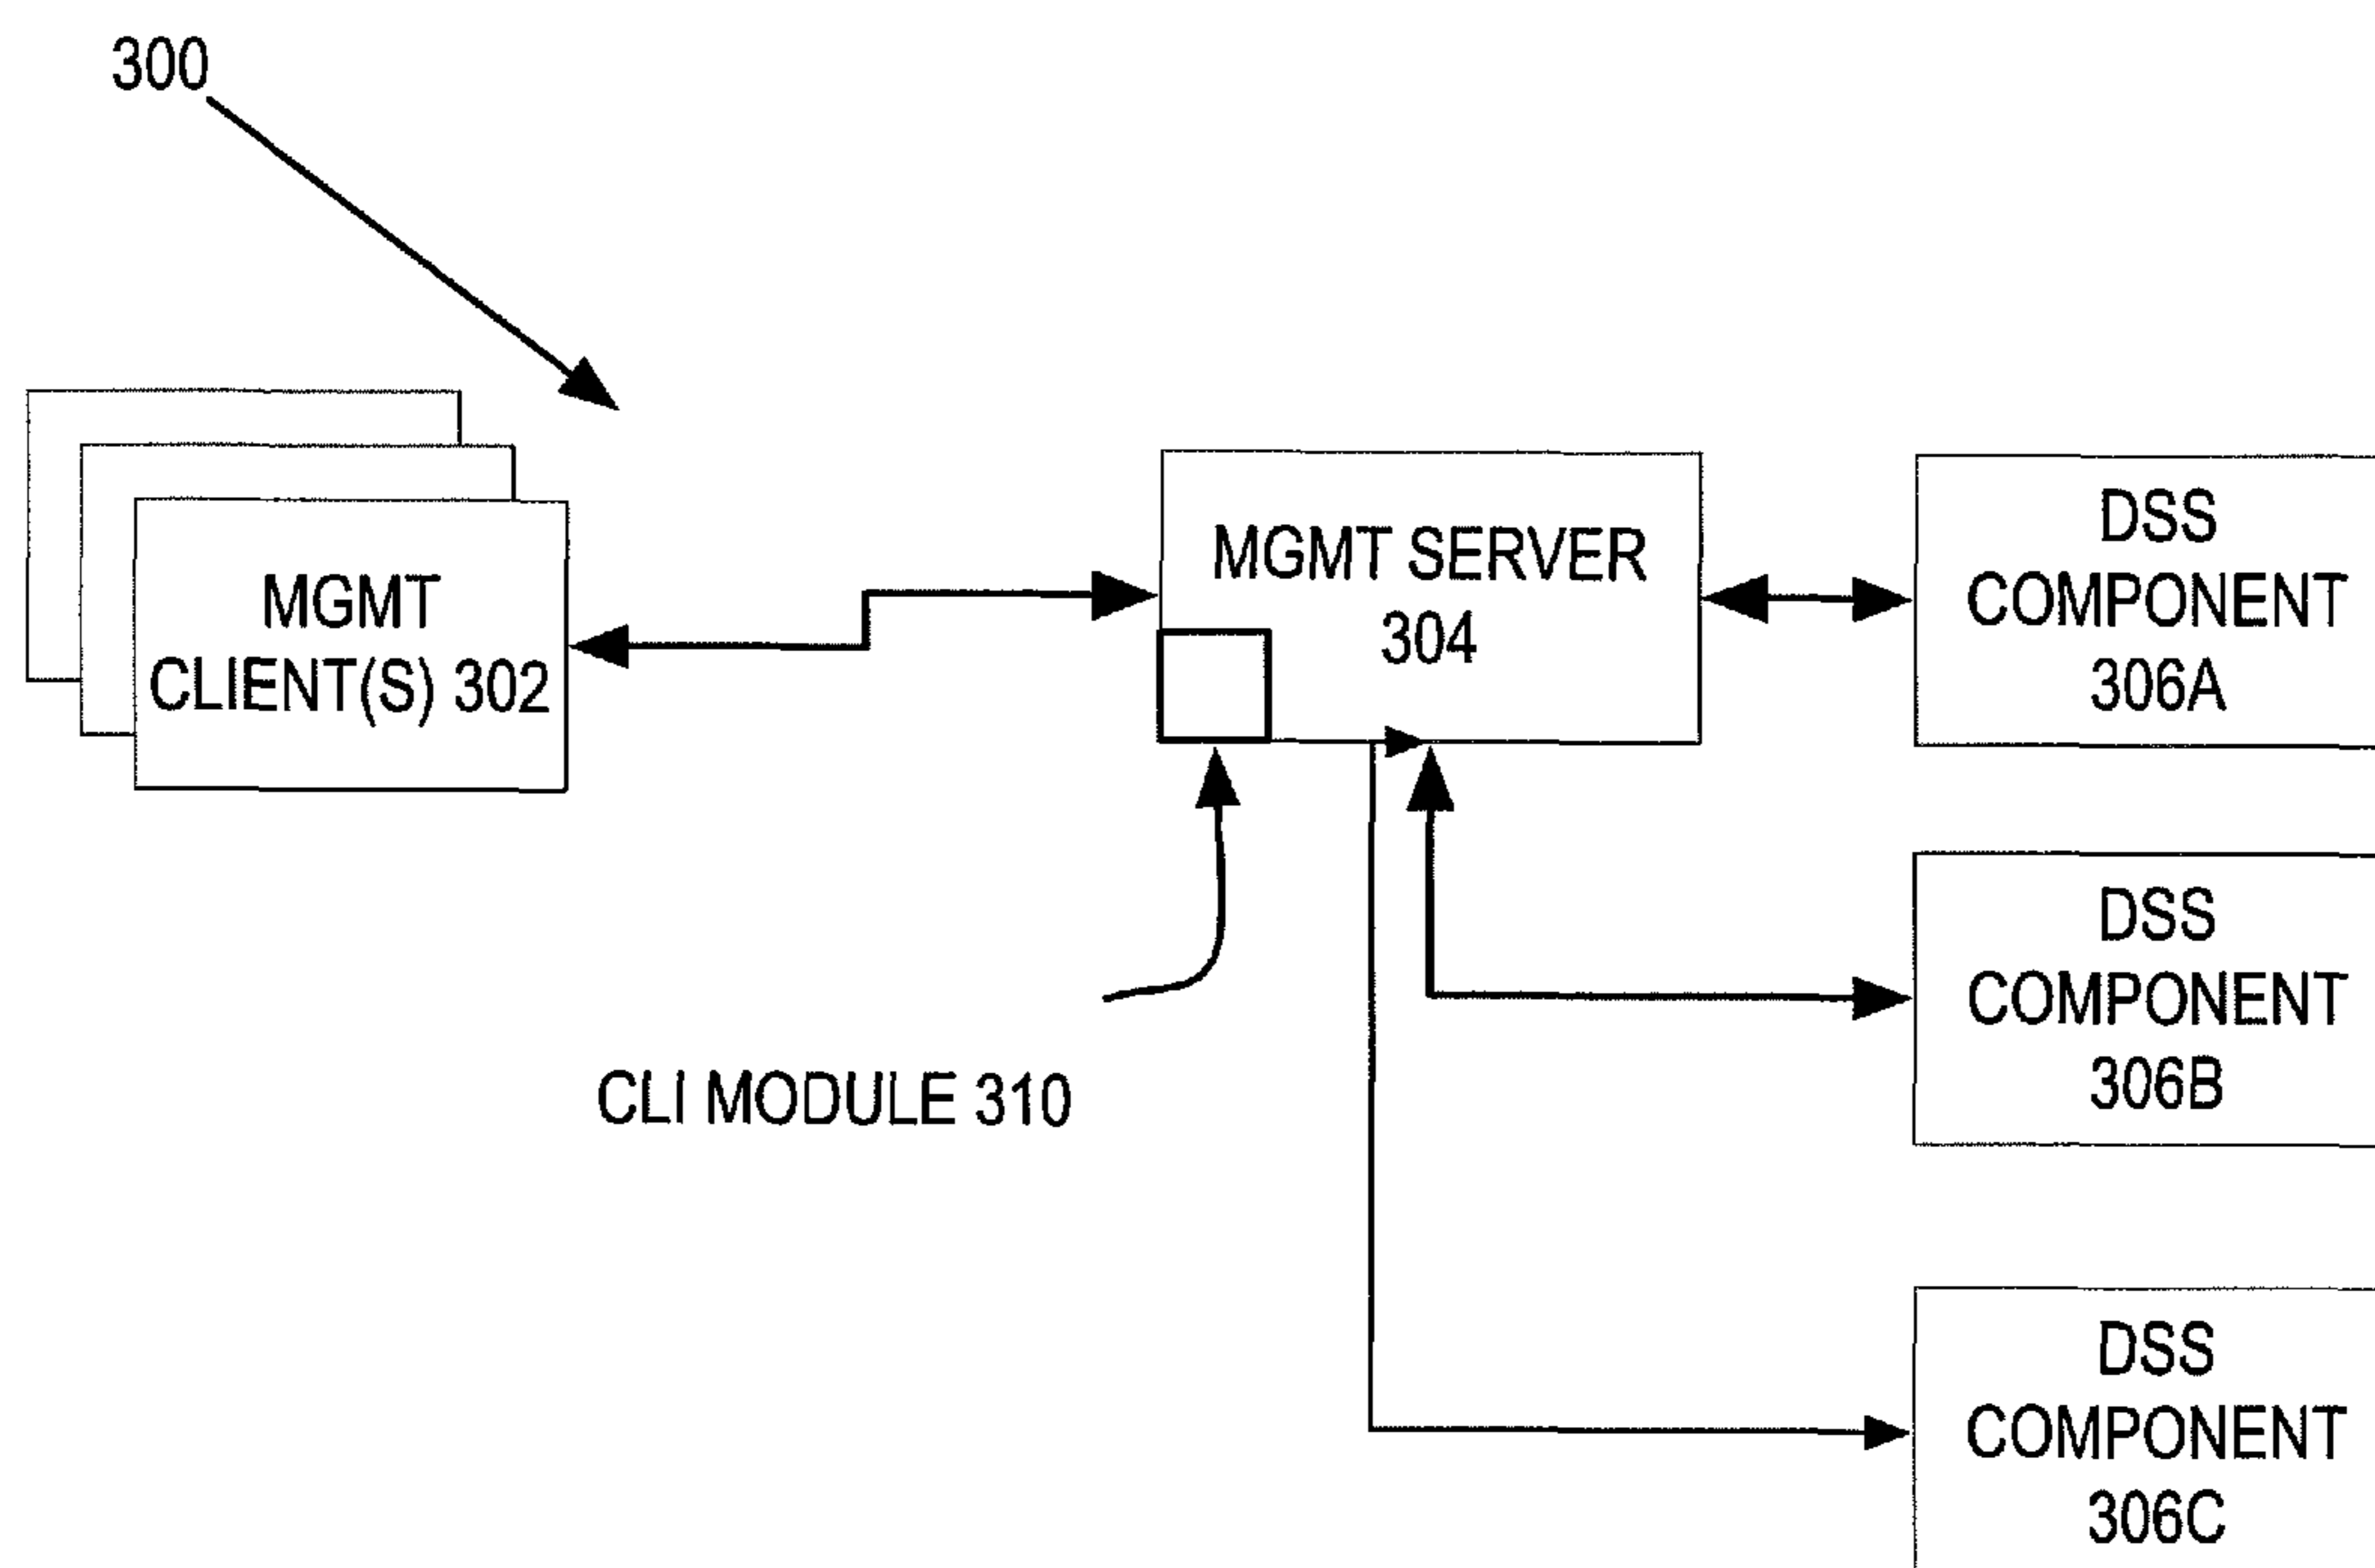 300
MGMT
CLIENT(S) 302
MGMT SERVER
304
DSS
COMPONENT
306A
DSS
COMPONENT
306B
CLI MODULE 310
DSS
COMPONENT
306C